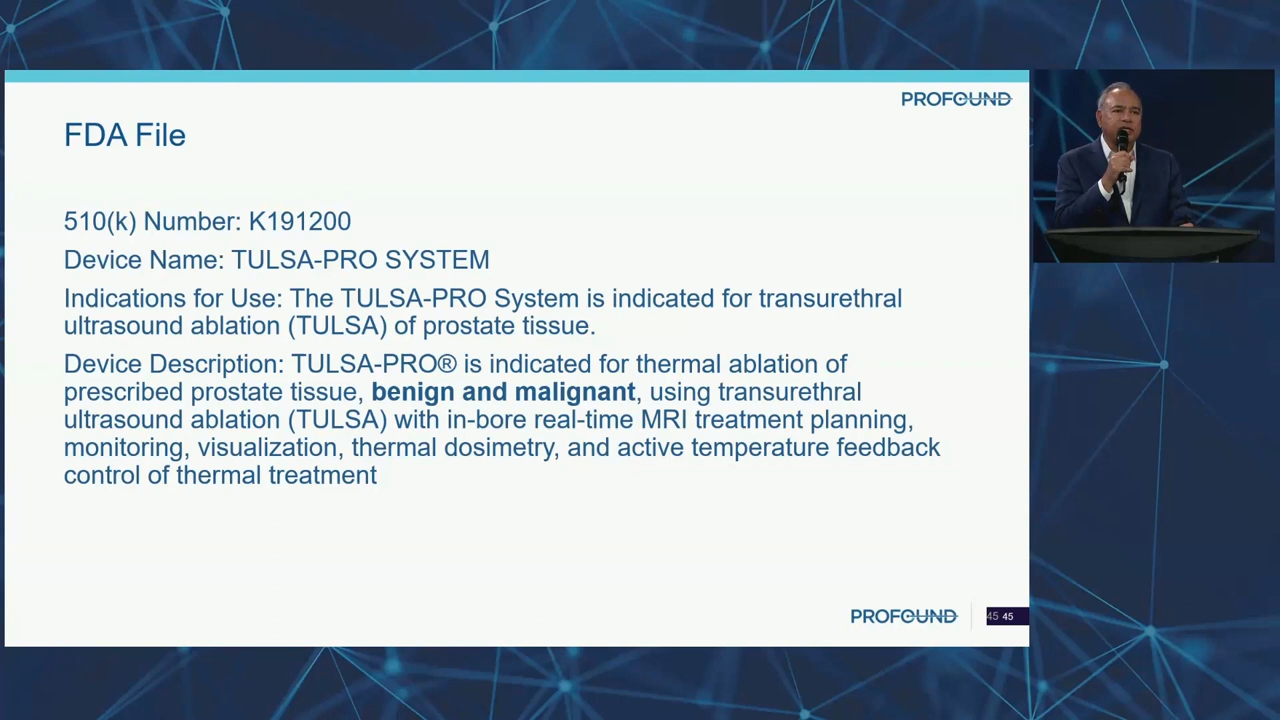 PROFOUND
FDA File
510(k) Number: K191200
Device Name: TULSA-PRO SYSTEM
Indications for Use: The TULSA-PRO System is indicated for transurethral
ultrasound ablation (TULSA) of prostate tissue.
Device Description: TULSA-PRO® is indicated for thermal ablation of
prescribed prostate tissue, benign and malignant, using transurethral
ultrasound ablation (TULSA) with in-bore real-time MRI treatment planning,
monitoring, visualization, thermal dosimetry, and active temperature feedback
control of thermal treatment
PROFOUND
45 45